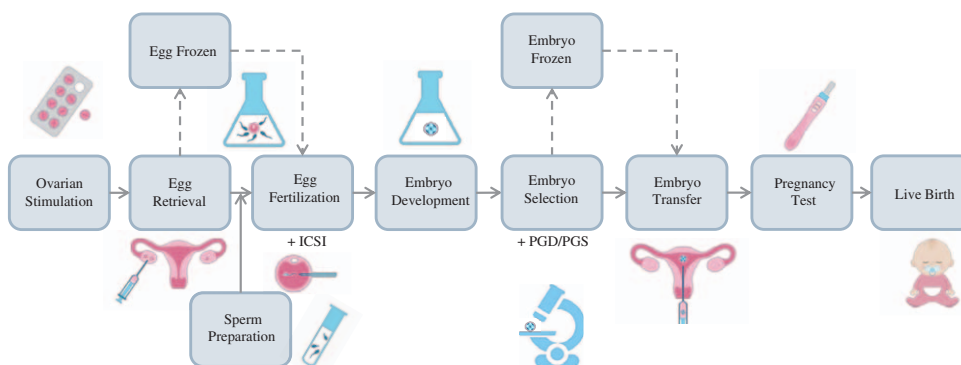 Egg Frozen
Embryo
Frozen
Ovarian
Stimulation
Egg
Retrieval
Egg
Fertilization
Embryo
Development
Embryo
Selection
Embryo
Transfer
Pregnancy
Test
Live Birth
+ ICSI
+ PGD/PGS
Sperm
Preparation